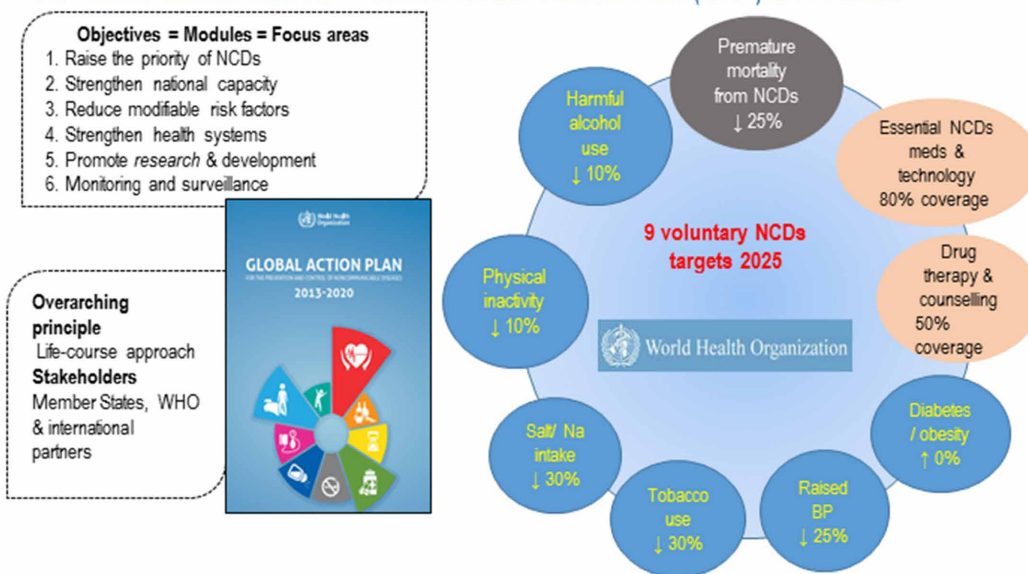 Objectives = Modules = Focus areas
1. Raise the priority of NCDs
2. Strengthen national capacity
3. Reduce modifiable risk factors
4. Strengthen health systems
5. Promote research & development
6. Monitoring and surveillance
Overarching
principle
Life-course approach
Stakeholders
Member States, WHO
& international
partners
World Health
Organization
GLOBAL ACTION PLAN
FOR THE PREVENTION AND CONTROL OF NONCOMMUNICABLE DISEASES
2013-2020
Premature
mortality
from NCDs
↓ 25%
Harmful
alcohol
use
↓ 10%
Essential NCDs
meds &
technology
80% coverage
9 voluntary NCDs
targets 2025
Physical
inactivity
↓ 10%
Drug
therapy &
counselling
50%
coverage
World Health Organization
Salt/ Na
intake
↓ 30%
Diabetes
/ obesity
↑ 0%
Tobacco
use
↓ 30%
Raised
BP
↓ 25%